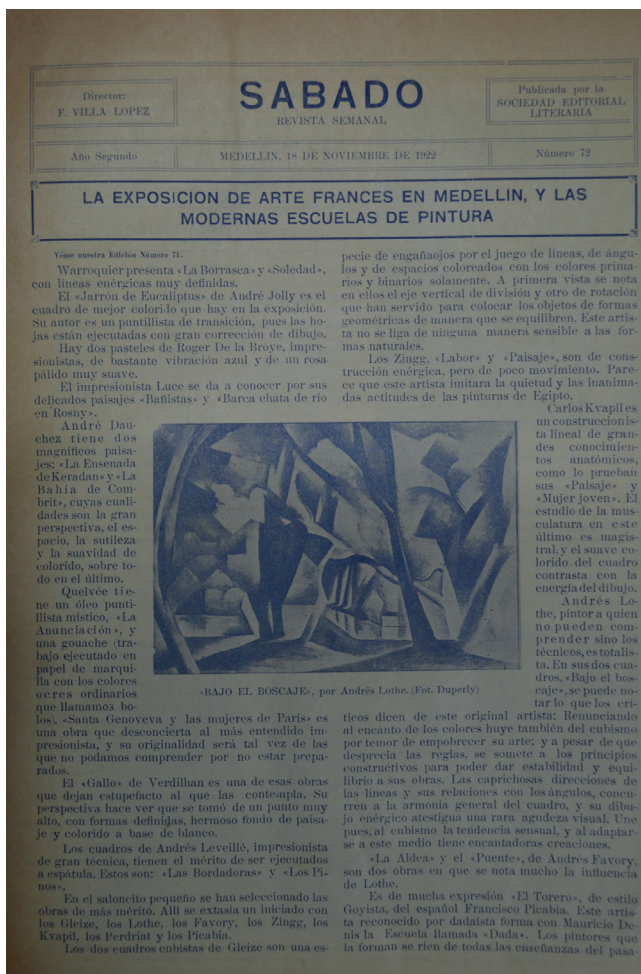 Director:
F. VILLA LOPEZ
SABADO
REVISTA SEMANAL
Publicada por la
SOCIEDAD EDITORIAL
LITERARIA
Año Segundo
MEDELLIN, 18 DE NOVIEMBRE DE 1922
Número 72
LA EXPOSICION DE ARTE FRANCES EN MEDELLIN, Y LAS
MODERNAS ESCUELAS DE PINTURA
Véase nuestra Edición Número 71.
Warroquier presenta «La Borrasca» y «Soledad»,
con líneas enérgicas muy definidas.
El «Jarrón de Eucaliptus» de André Jolly es el
cuadro de mejor colorido que hay en la exposición.
Su autor es un puntillista de transición, pues las ho-
jas están ejecutadas con gran corrección de dibujo.
Hay dos pasteles de Roger De la Broye, impre-
sionistas, de bastante vibración azul y de un rosa
pálido muy suave.
El impresionista Luce se da a conocer por sus
delicados paisajes «Bañistas» y «Barca chata de río
en Rosny».
André Dau-
chez tiene dos
magníficos paisa-
jes: «La Ensenada
de Keradan» y «La
Bahia de Com-
brit», cuyas cuali-
dades son la gran
perspectiva, el es-
pacio, la sutileza
y la suavidad de
colorido, sobre to-
do en el último.
Quelvée tie-
ne un óleo punti-
llista místico, «La
Anunciación», y
una gouache (tra-
bajo ejecutado en
papel de marqui-
lla con los colores
ocres ordinarios
que llamamos bo-
los). «Santa Genoveva y las mujeres de París» es
una obra que desconcierta al más entendido im-
presionista, y su originalidad será tal vez de las
que no podamos comprender por no estar prepa-
rados.
El «Gallo» de Verdilhan es una de esas obras
que dejan estupefacto al que las contempla. Su
perspectiva hace ver que se tomó de un punto muy
alto, con formas definidas, hermoso fondo de paisa-
je y colorido a base de blanco.
Los cuadros de Andrés Leveillé, impresionista
de gran técnica, tienen el mérito de ser ejecutados
a espátula. Estos son: «Las Bordadoras» y «Los Pi-
nos».
En el saloncito pequeño se han seleccionado las
obras de más mérito. Allí se extasía un iniciado con
los Gleize, los Lothe, los Favory, los Zingg, los
Kvapil, los Perdriat y los Picabia.
Los dos cuadros cubistas de Gleize son una es-
pecie de engañaojos por el juego de líneas, de ángu-
los y de espacios coloreados con los colores prima-
rios y binarios solamente. A primera vista se nota
en ellos el eje vertical de división y otro de rotación
que han servido para colocar los objetos de formas
geométricas de manera que se equilibren. Este artis-
ta no se liga de ninguna manera sensible a las for-
mas naturales.
Los Zingg, «Labor» y «Paisaje», son de cons-
trucción enérgica, pero de poco movimiento. Pare-
ce que este artista imitara la quietud y las inanima-
das actitudes de las pinturas de Egipto.
Carlos Kvapil es
un construccionis-
ta lineal de gran-
des conocimien-
tos anatómicos,
como lo prueban
sus «Paisaje» y
«Mujer joven». El
estudio de la mus-
culatura en este
último es magis-
tral, y el suave co-
lorido del cuadro
contrasta con la
energía del dibujo.
Andrés Lo-
the, pintor a quien
no pueden com-
prender sino los
técnicos, es totalis-
ta. En sus dos cua-
dros, «Bajo el bos-
caje», se puede no-
tar lo que los crí-
«BAJO EL BOSCAJE», por Andrés Lothe. (Fot. Duperly)
ticos dicen de este original artista: Renunciando
al encanto de los colores huye también del cubismo
por temor de empobrecer su arte; y a pesar de que
desprecia las reglas, se somete a los principios
constructivos para poder dar estabilidad y equi-
librio a sus obras. Las caprichosas direcciones de
las líneas y sus relaciones con los ángulos, concu-
rren a la armonía general del cuadro, y su dibu-
jo enérgico atestigua una rara agudeza visual. Une
pues, al cubismo la tendencia sensual, y al adaptar-
se a este medio tiene encantadoras creaciones.
«La Aldea» y el «Puente», de Andrés Favory,
son dos obras en que se nota mucho la influencia
de Lothe.
Es de mucha expresión «El Torero», de estilo
Goyista, del español Francisco Picabia. Este artis-
ta reconocido por dadaísta forma con Mauricio De-
nis la Escuela llamada «Dada». Los pintores que
la forman se ríen de todas las enseñanzas del pasa-